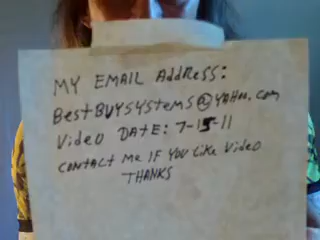 MY EMAIL AddRESS:
BestBUYSYSTEMS@YAHOO.COM
Video DATE: 7-15-11
CONTACT Me IF YOU LIKE Video
THANKS